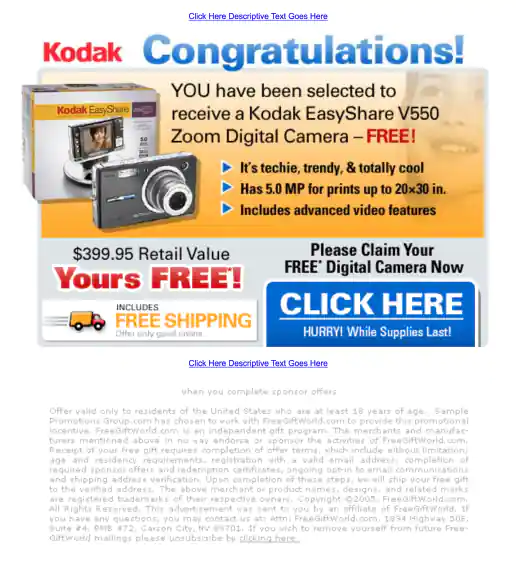 Click Here Descriptive Text Goes Here
Kodak Congratulations!
YOU have been selected to
receive a Kodak EasyShare V550
Zoom Digital Camera – FREE!
Kodak EasyShare
It's techie, trendy, & totally cool
Has 5.0 MP for prints up to 20×30 in.
Includes advanced video features
$399.95 Retail Value
Yours FREE*!
INCLUDES
FREE SHIPPING
Offer only good online
Please Claim Your
FREE* Digital Camera Now
CLICK HERE
HURRY! While Supplies Last!
Click Here Descriptive Text Goes Here
when you complete sponsor offers
Offer valid only to residents of the United States who are at least 18 years of age. Sample
Promotions Group.com has chosen to work with FreeGiftWorld.com to provide this promotional
incentive. FreeGiftWorld.com is an independent gift program. The merchants and manufac-
turers mentioned above in no way endorse or sponsor the activities of FreeGiftWorld.com.
Receipt of your free gift requires completion of offer terms, which include without limitation:
age and residency requirements, registration with a valid email address, completion of
required sponsor offers and redemption certificates, ongoing opt-in to email communications
and shipping address verification. Upon completion of these steps, we will ship your free gift
to the verified address. The above merchant or product names, designs, and related marks
are registered trademarks of their respective owners. Copyright ©2005. FreeGiftWorld.com.
All Rights Reserved. This advertisement was sent to you by an affiliate of FreeGiftWorld. If
you have any questions, you may contact us at: Attn: FreeGiftWorld.com, 1894 Highway 50E,
Suite #4, PMB #72, Carson City, NV 89701. If you wish to remove yourself from future Free-
GiftWorld mailings please unsubscribe by clicking here.